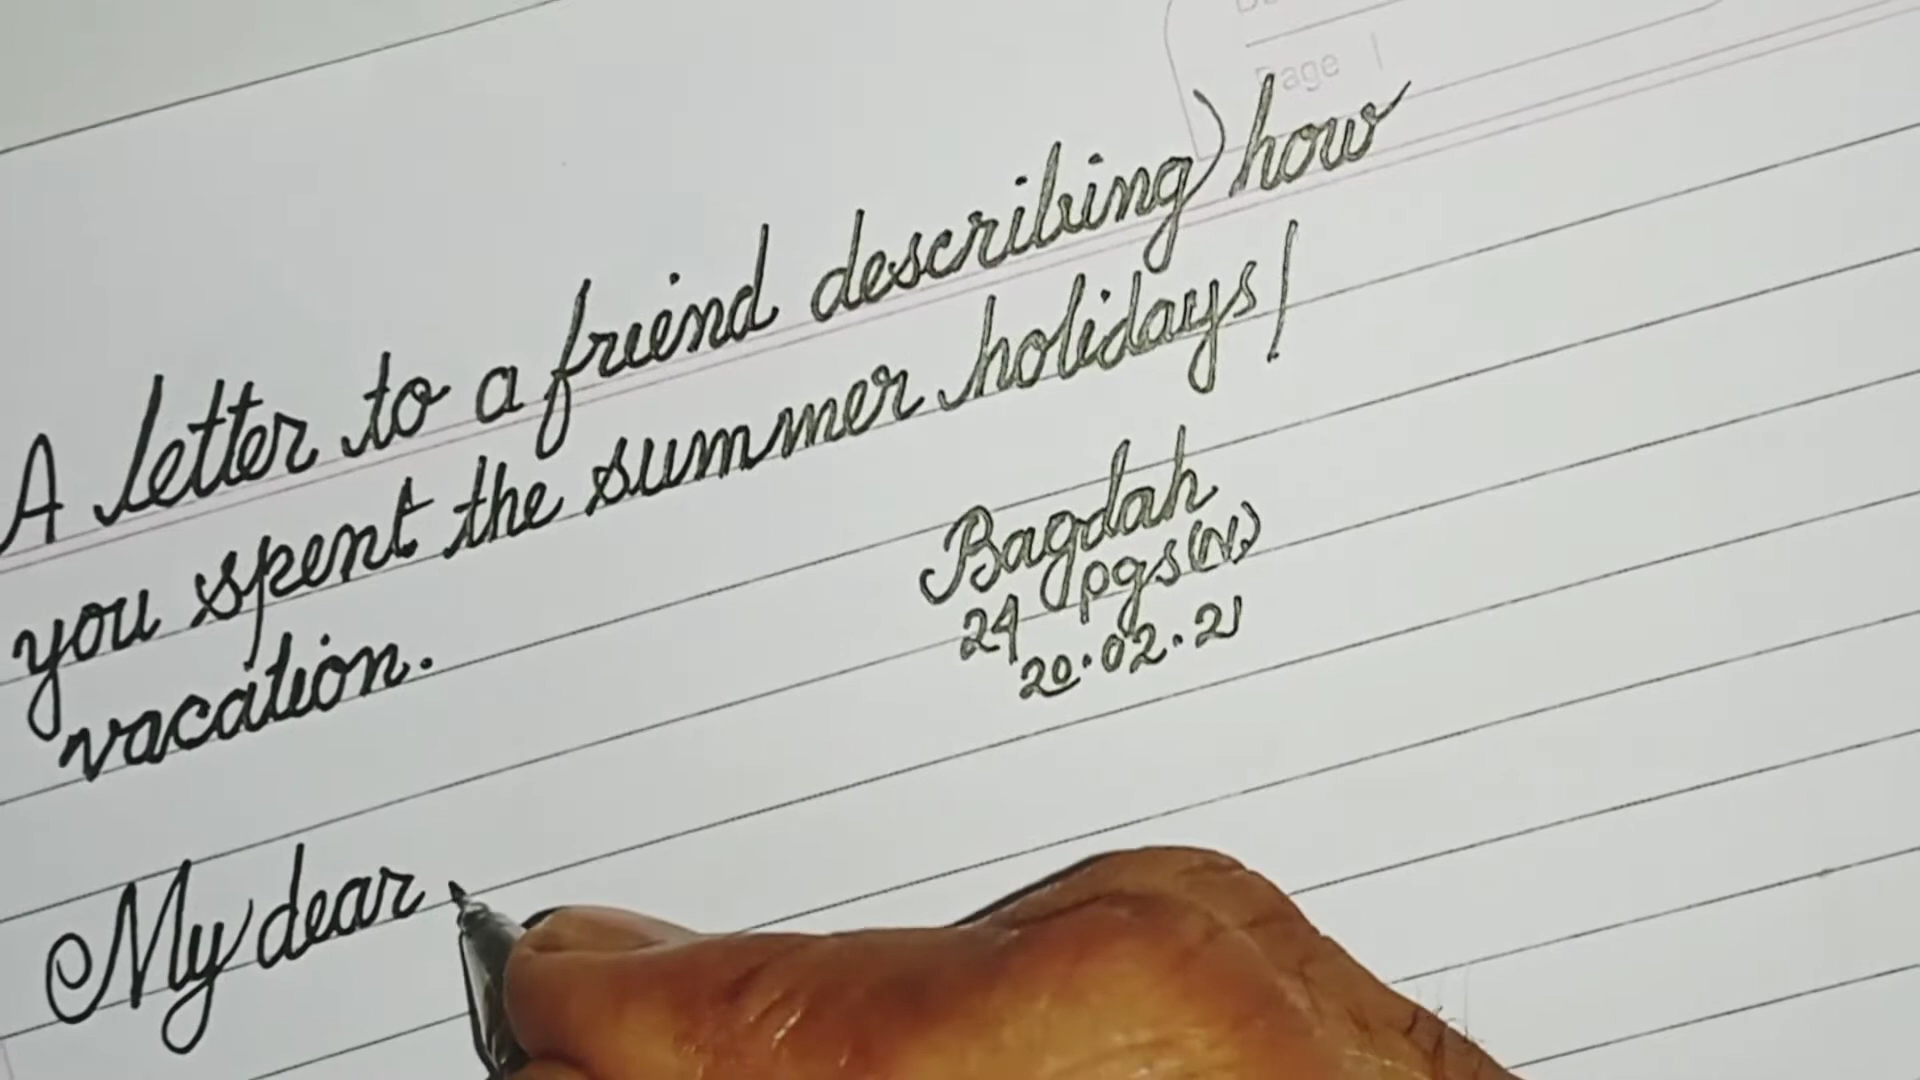 Page
A letter to a friend describing how
you spent the summer holidays/
vacation.
Bagdah
24 pgs(N)
20.02.21
My dear